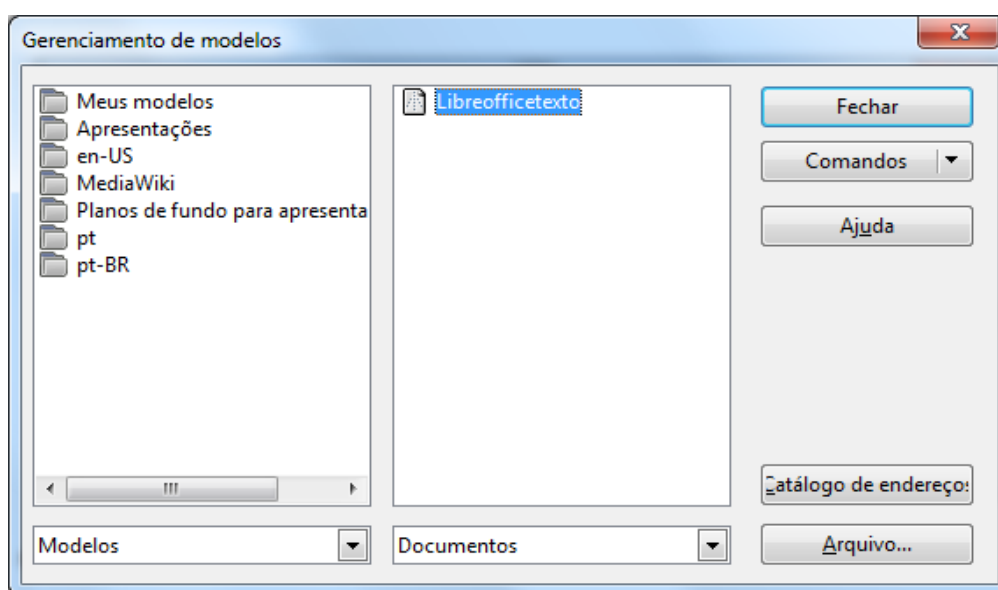 Gerenciamento de modelos
Meus modelos
Apresentações
en-US
MediaWiki
Planos de fundo para apresenta
pt
pt-BR
Modelos
Libreofficetexto
Documentos
Fechar
Comandos
Ajuda
Catálogo de endereço
Arquivo...